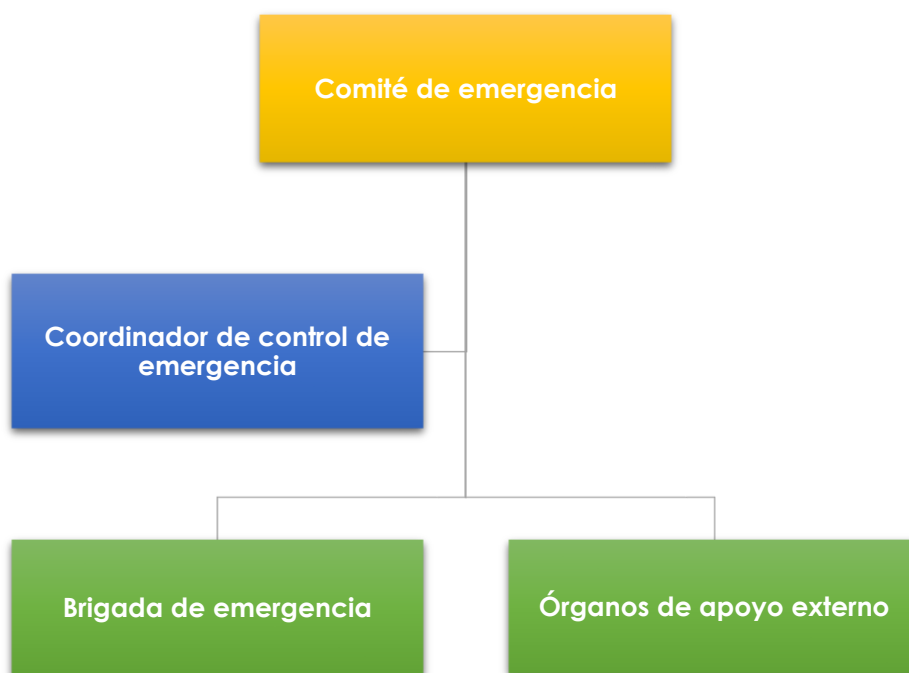 Comité de emergencia
Coordinador de control de
emergencia
Brigada de emergencia
Órganos de apoyo externo